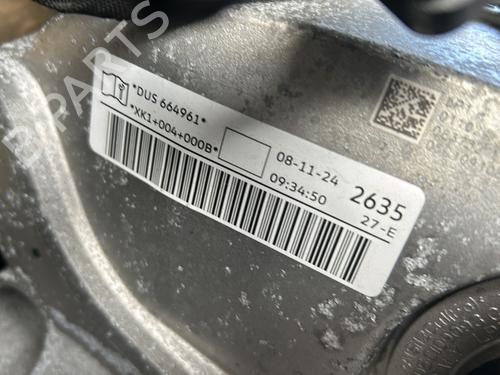 *DUS 664961*
*XK1+004+000B*
08-11-24
09:34:50
2635
27-E
B-PARTS